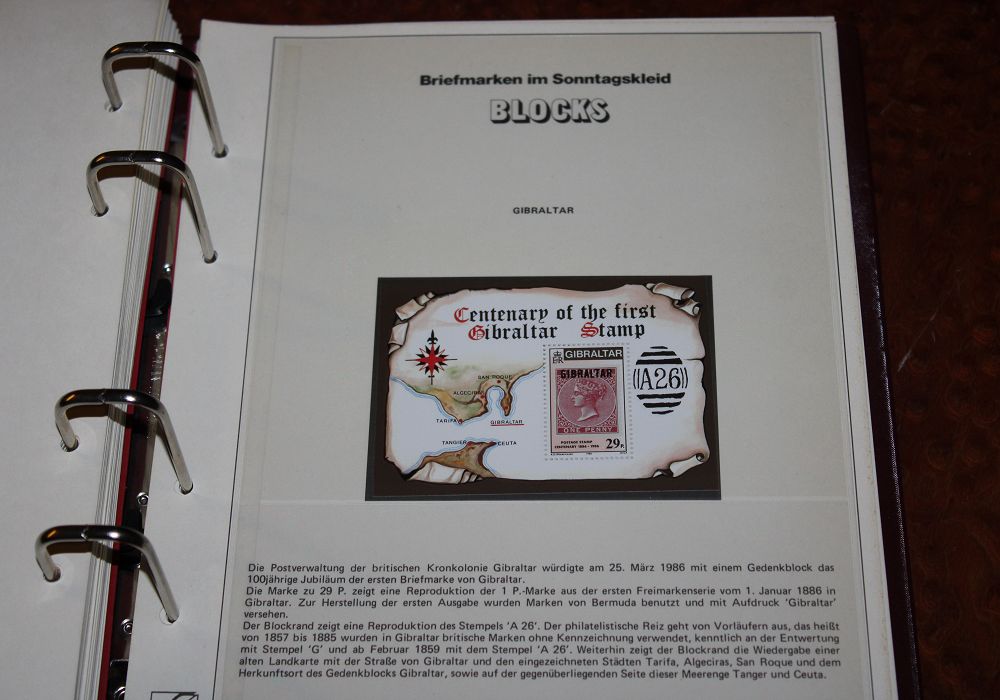 Briefmarken im Sonntagskleid
BLOCKS
GIBRALTAR
Centenary of the first
Gibraltar Stamp
SAN ROQUE
ALGECIRAS
TARIFA
GIBRALTAR
TANGIER
CEUTA
GIBRALTAR
GIBRALTAR
ONE PENNY
POSTAGE STAMP
CENTENARY 1886-1986
29P.
A26
Die Postverwaltung der britischen Kronkolonie Gibraltar würdigte am 25. März 1986 mit einem Gedenkblock das
100jährige Jubiläum der ersten Briefmarke von Gibraltar.
Die Marke zu 29 P. zeigt eine Reproduktion der 1 P.-Marke aus der ersten Freimarkenserie vom 1. Januar 1886 in
Gibraltar. Zur Herstellung der ersten Ausgabe wurden Marken von Bermuda benutzt und mit Aufdruck 'Gibraltar'
versehen.
Der Blockrand zeigt eine Reproduktion des Stempels 'A 26'. Der philatelistische Reiz geht von Vorläufern aus, das heißt
von 1857 bis 1885 wurden in Gibraltar britische Marken ohne Kennzeichnung verwendet, kenntlich an der Entwertung
mit Stempel 'G' und ab Februar 1859 mit dem Stempel 'A 26'. Weiterhin zeigt der Blockrand die Wiedergabe einer
alten Landkarte mit der Straße von Gibraltar und den eingezeichneten Städten Tarifa, Algeciras, San Roque und dem
Herkunftsort des Gedenkblocks Gibraltar, sowie auf der gegenüberliegenden Seite dieser Meerenge Tanger und Ceuta.